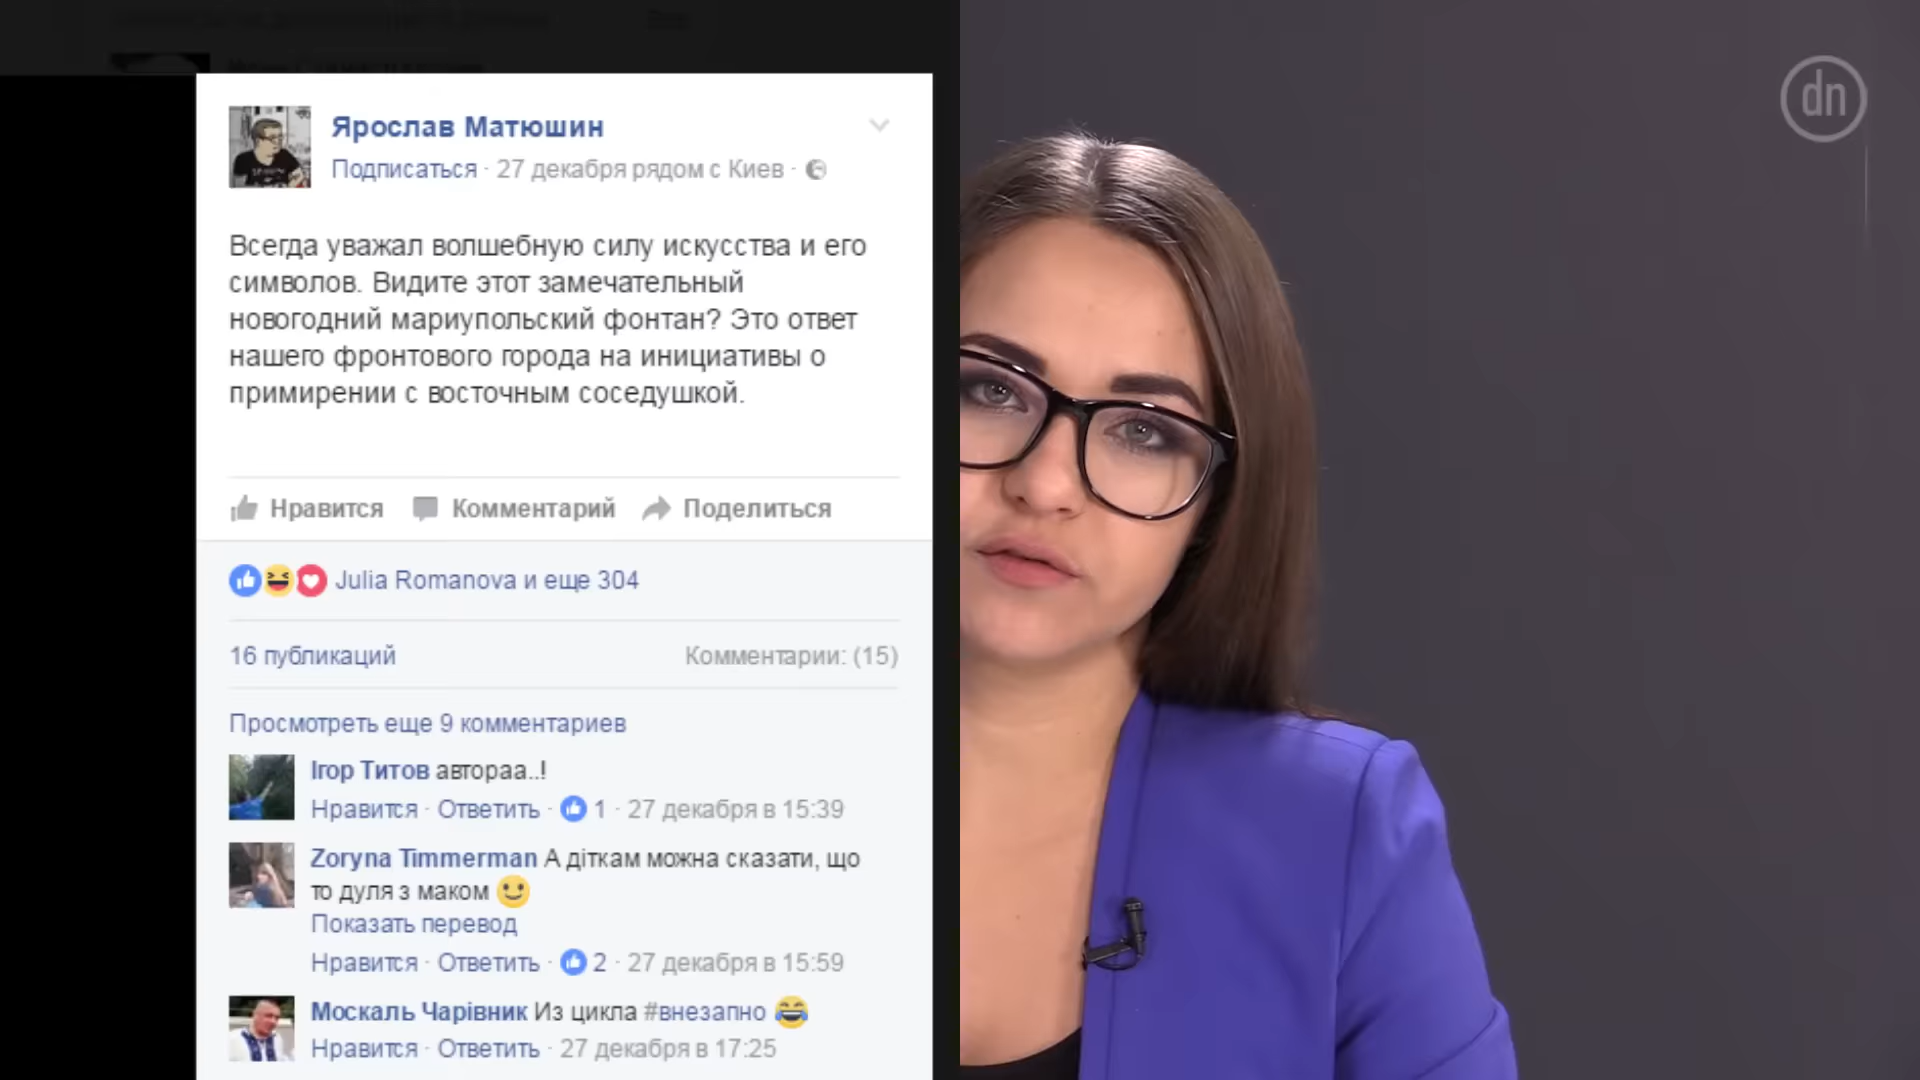 Ярослав Матюшин
Подписаться · 27 декабря рядом с Киев ·
Всегда уважал волшебную силу искусства и его
символов. Видите этот замечательный
новогодний мариупольский фонтан? Это ответ
нашего фронтового города на инициативы о
примирении с восточным соседушкой.
Нравится Комментарий Поделиться
Julia Romanova и еще 304
16 публикаций Комментарии: (15)
Просмотреть еще 9 комментариев
Ігор Титов автораа..!
Нравится · Ответить · 1 · 27 декабря в 15:39
Zoryna Timmerman А діткам можна сказати, що
то дуля з маком 🙂
Показать перевод
Нравится · Ответить · 2 · 27 декабря в 15:59
Москаль Чарівник Из цикла #внезапно 😂
Нравится · Ответить · 27 декабря в 17:25
dn